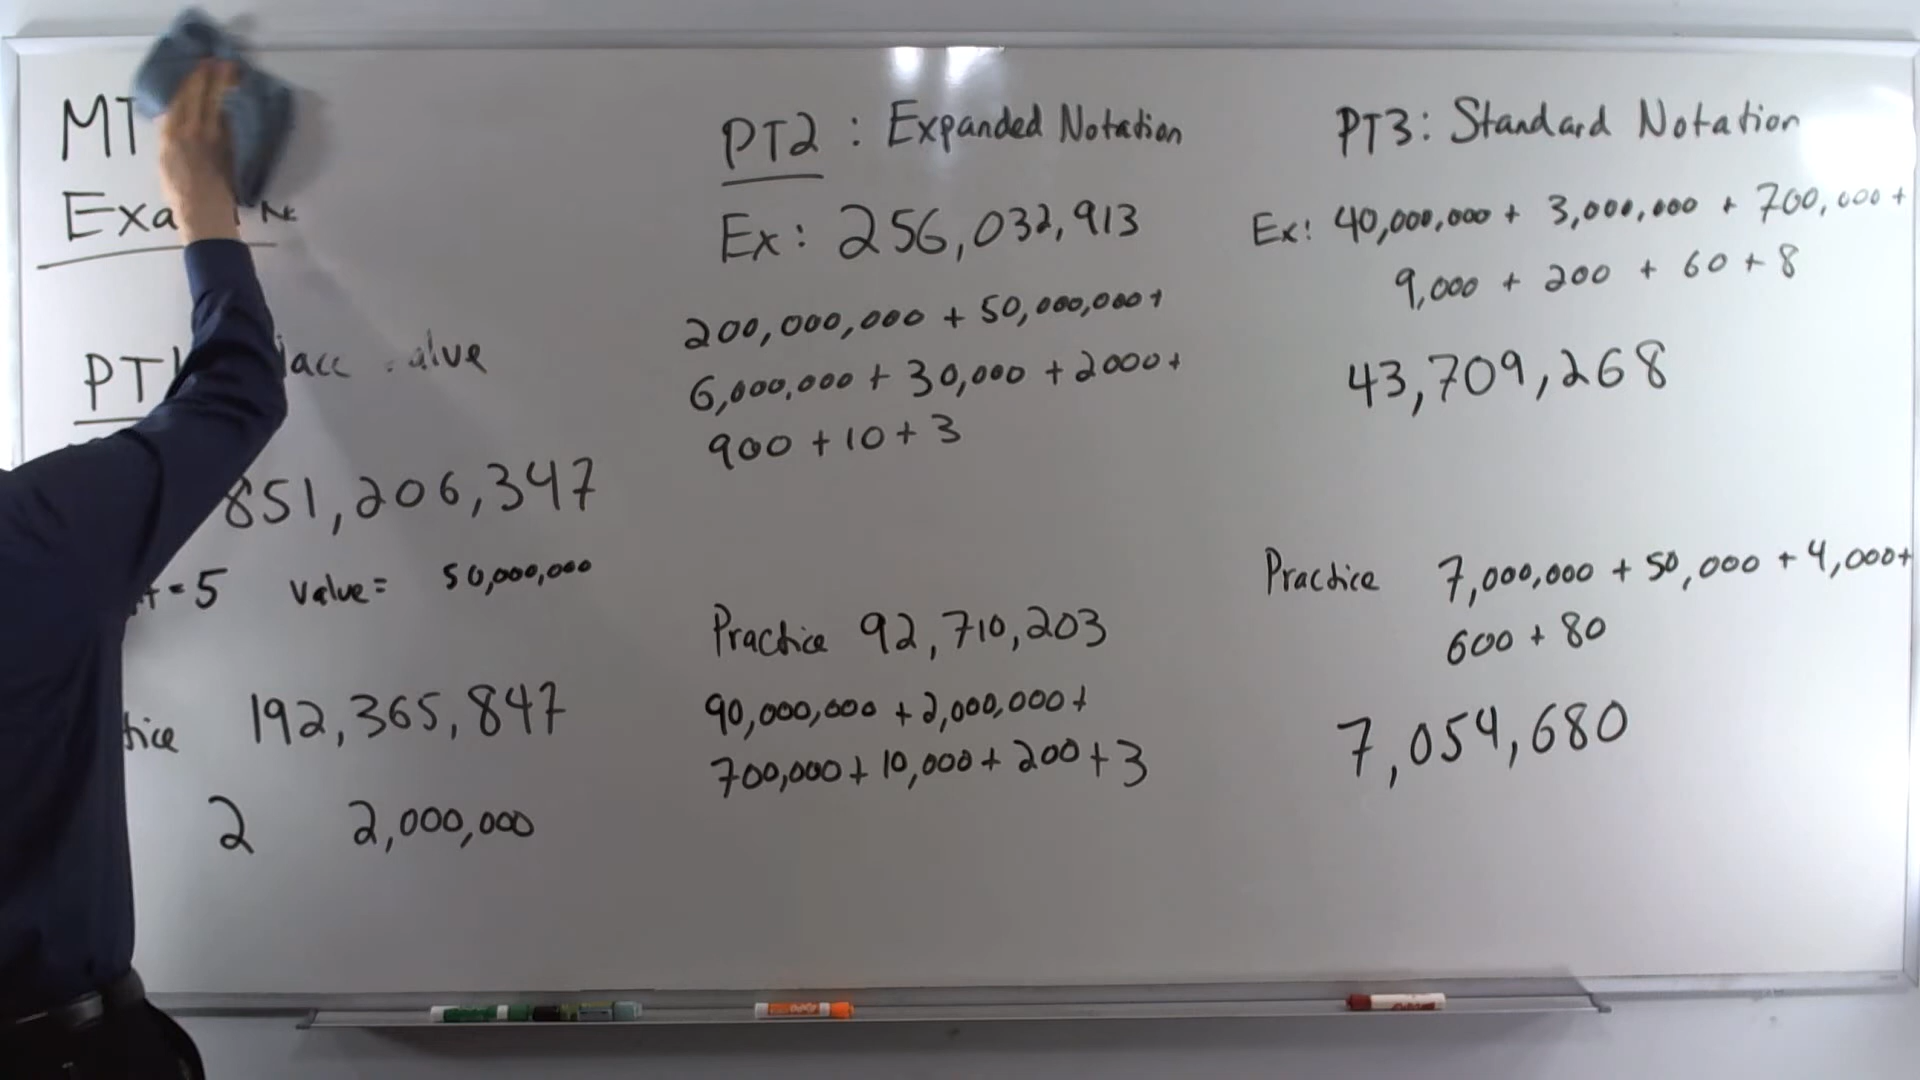 MT
PT1
851,206,347
5 Value= 50,000,000
192,365,847
2 2,000,000
PT2 : Expanded Notation
Ex: 256,032,913
200,000,000 + 50,000,000+
6,000,000 + 30,000 + 2000+
900 + 10 + 3
Practice 92,710,203
90,000,000 + 2,000,000+
700,000+ 10,000+ 200 + 3
PT3: Standard Notation
Ex: 40,000,000 + 3,000,000 + 700,000+
9,000 + 200 + 60 + 8
43,709,268
Practice 7,000,000 + 50,000 + 4,000+
600 + 80
7,054,680